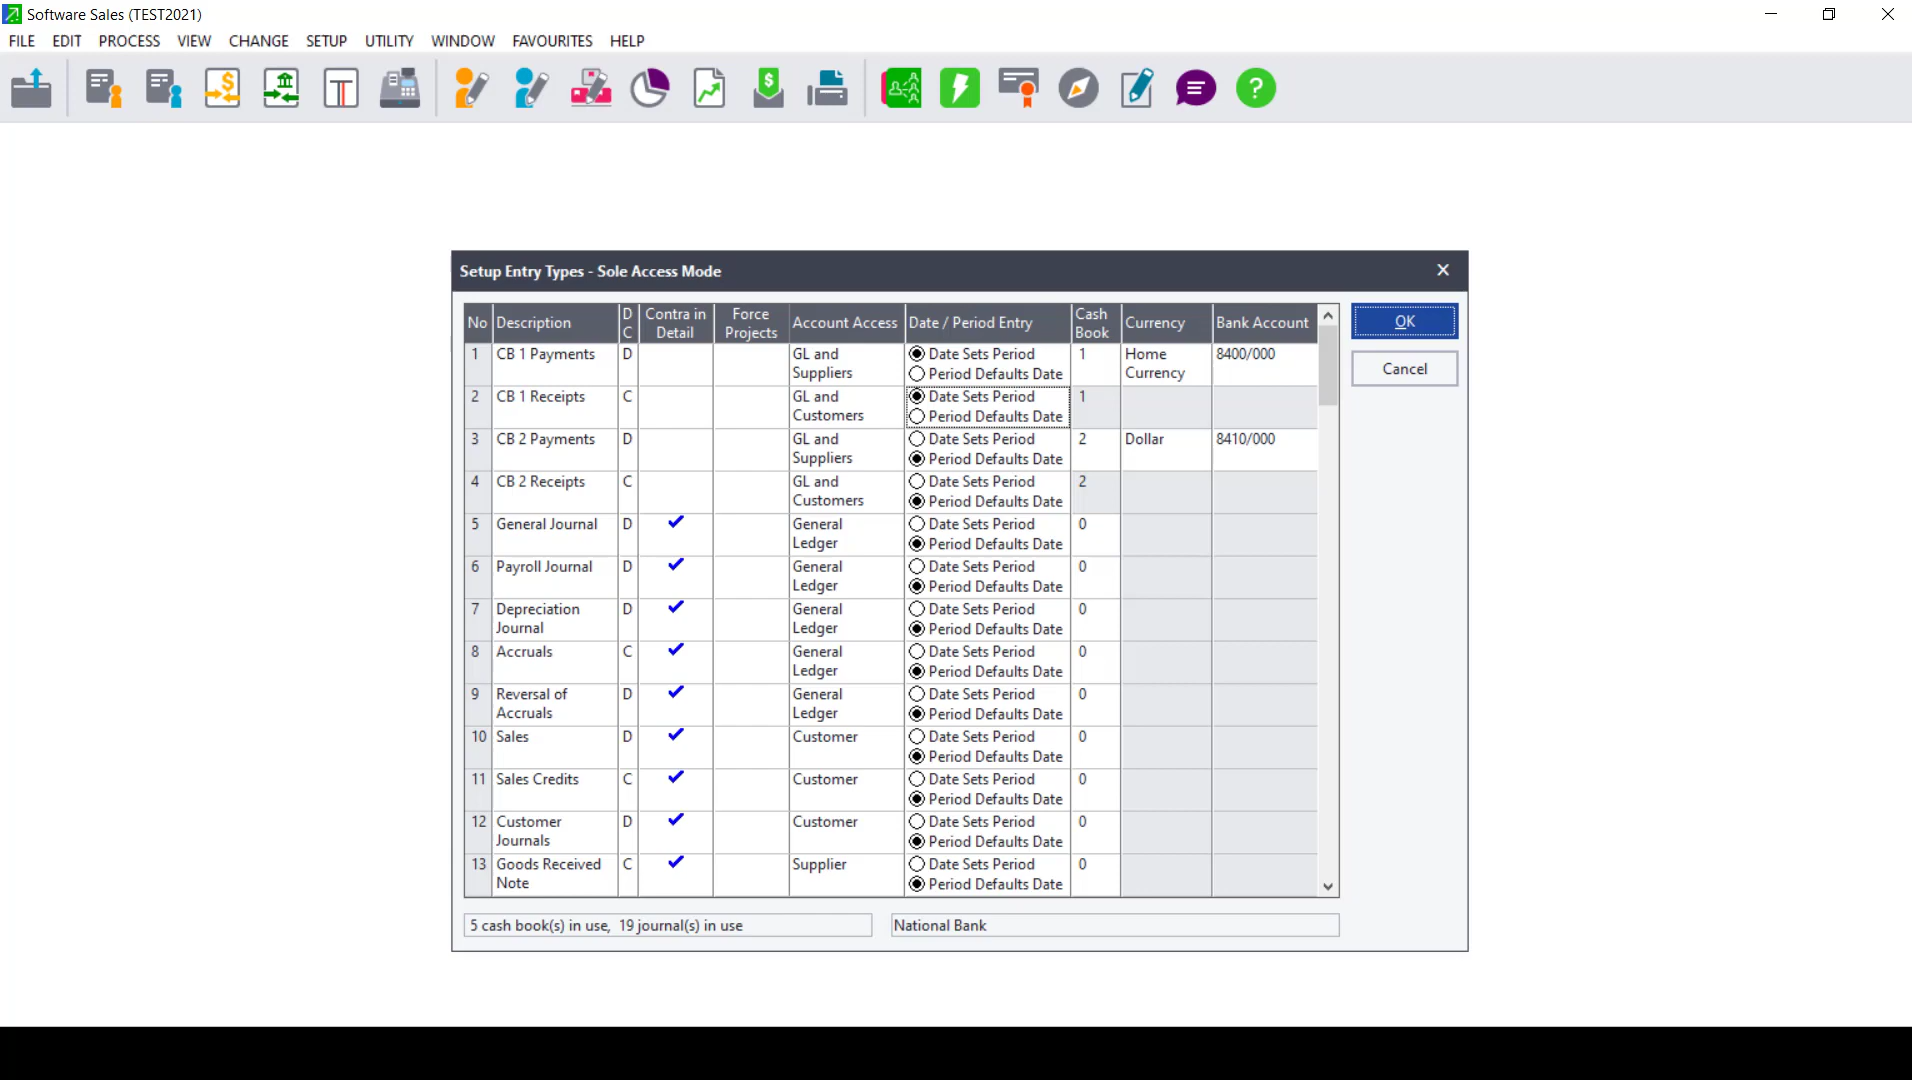 Software Sales (TEST2021)
FILE EDIT PROCESS VIEW CHANGE SETUP UTILITY WINDOW FAVOURITES HELP
Setup Entry Types - Sole Access Mode
No Description D C Contra in Detail Force Projects Account Access Date / Period Entry Cash Book Currency Bank Account
1 CB 1 Payments D GL and Suppliers Date Sets Period Period Defaults Date 1 Home Currency 8400/000
2 CB 1 Receipts C GL and Customers Date Sets Period Period Defaults Date 1
3 CB 2 Payments D GL and Suppliers Date Sets Period Period Defaults Date 2 Dollar 8410/000
4 CB 2 Receipts C GL and Customers Date Sets Period Period Defaults Date 2
5 General Journal D General Ledger Date Sets Period Period Defaults Date 0
6 Payroll Journal D General Ledger Date Sets Period Period Defaults Date 0
7 Depreciation Journal D General Ledger Date Sets Period Period Defaults Date 0
8 Accruals C General Ledger Date Sets Period Period Defaults Date 0
9 Reversal of Accruals D General Ledger Date Sets Period Period Defaults Date 0
10 Sales D Customer Date Sets Period Period Defaults Date 0
11 Sales Credits C Customer Date Sets Period Period Defaults Date 0
12 Customer Journals D Customer Date Sets Period Period Defaults Date 0
13 Goods Received Note C Supplier Date Sets Period Period Defaults Date 0
OK
Cancel
5 cash book(s) in use, 19 journal(s) in use
National Bank